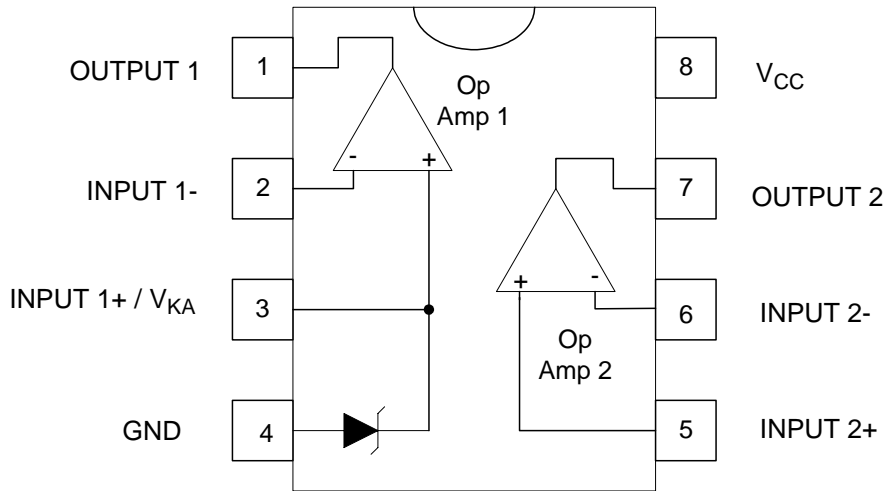 OUTPUT 1
1
INPUT 1-
2
INPUT 1+ / VKA
3
GND
4
Op
Amp 1
-
+
Op
Amp 2
+
-
8
VCC
7
OUTPUT 2
6
INPUT 2-
5
INPUT 2+